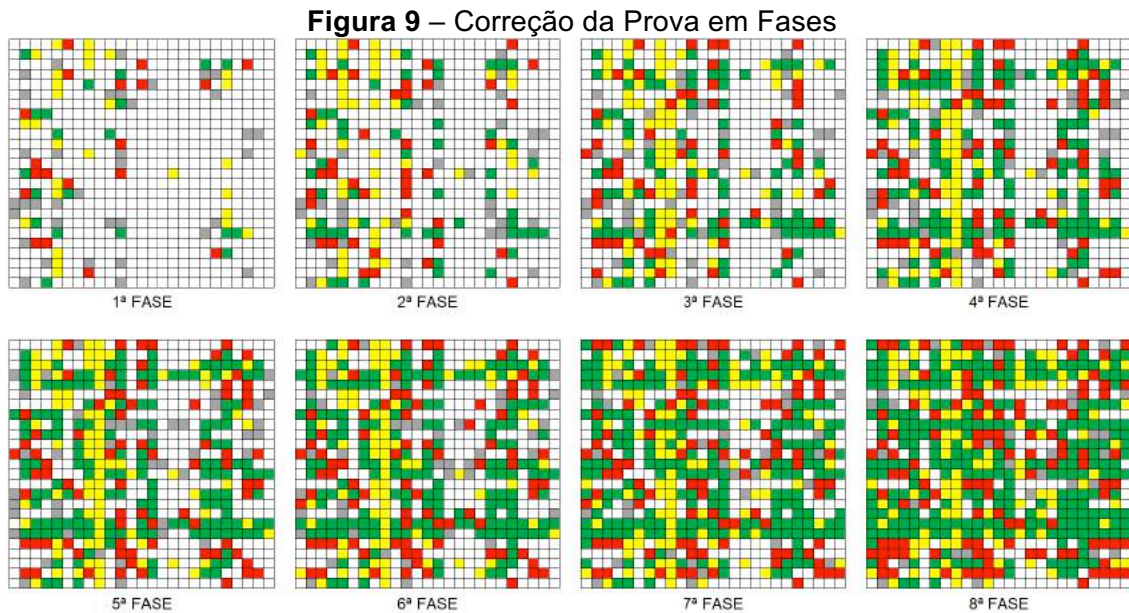 Figura 9 – Correção da Prova em Fases
1ª FASE
2ª FASE
3ª FASE
4ª FASE
5ª FASE
6ª FASE
7ª FASE
8ª FASE